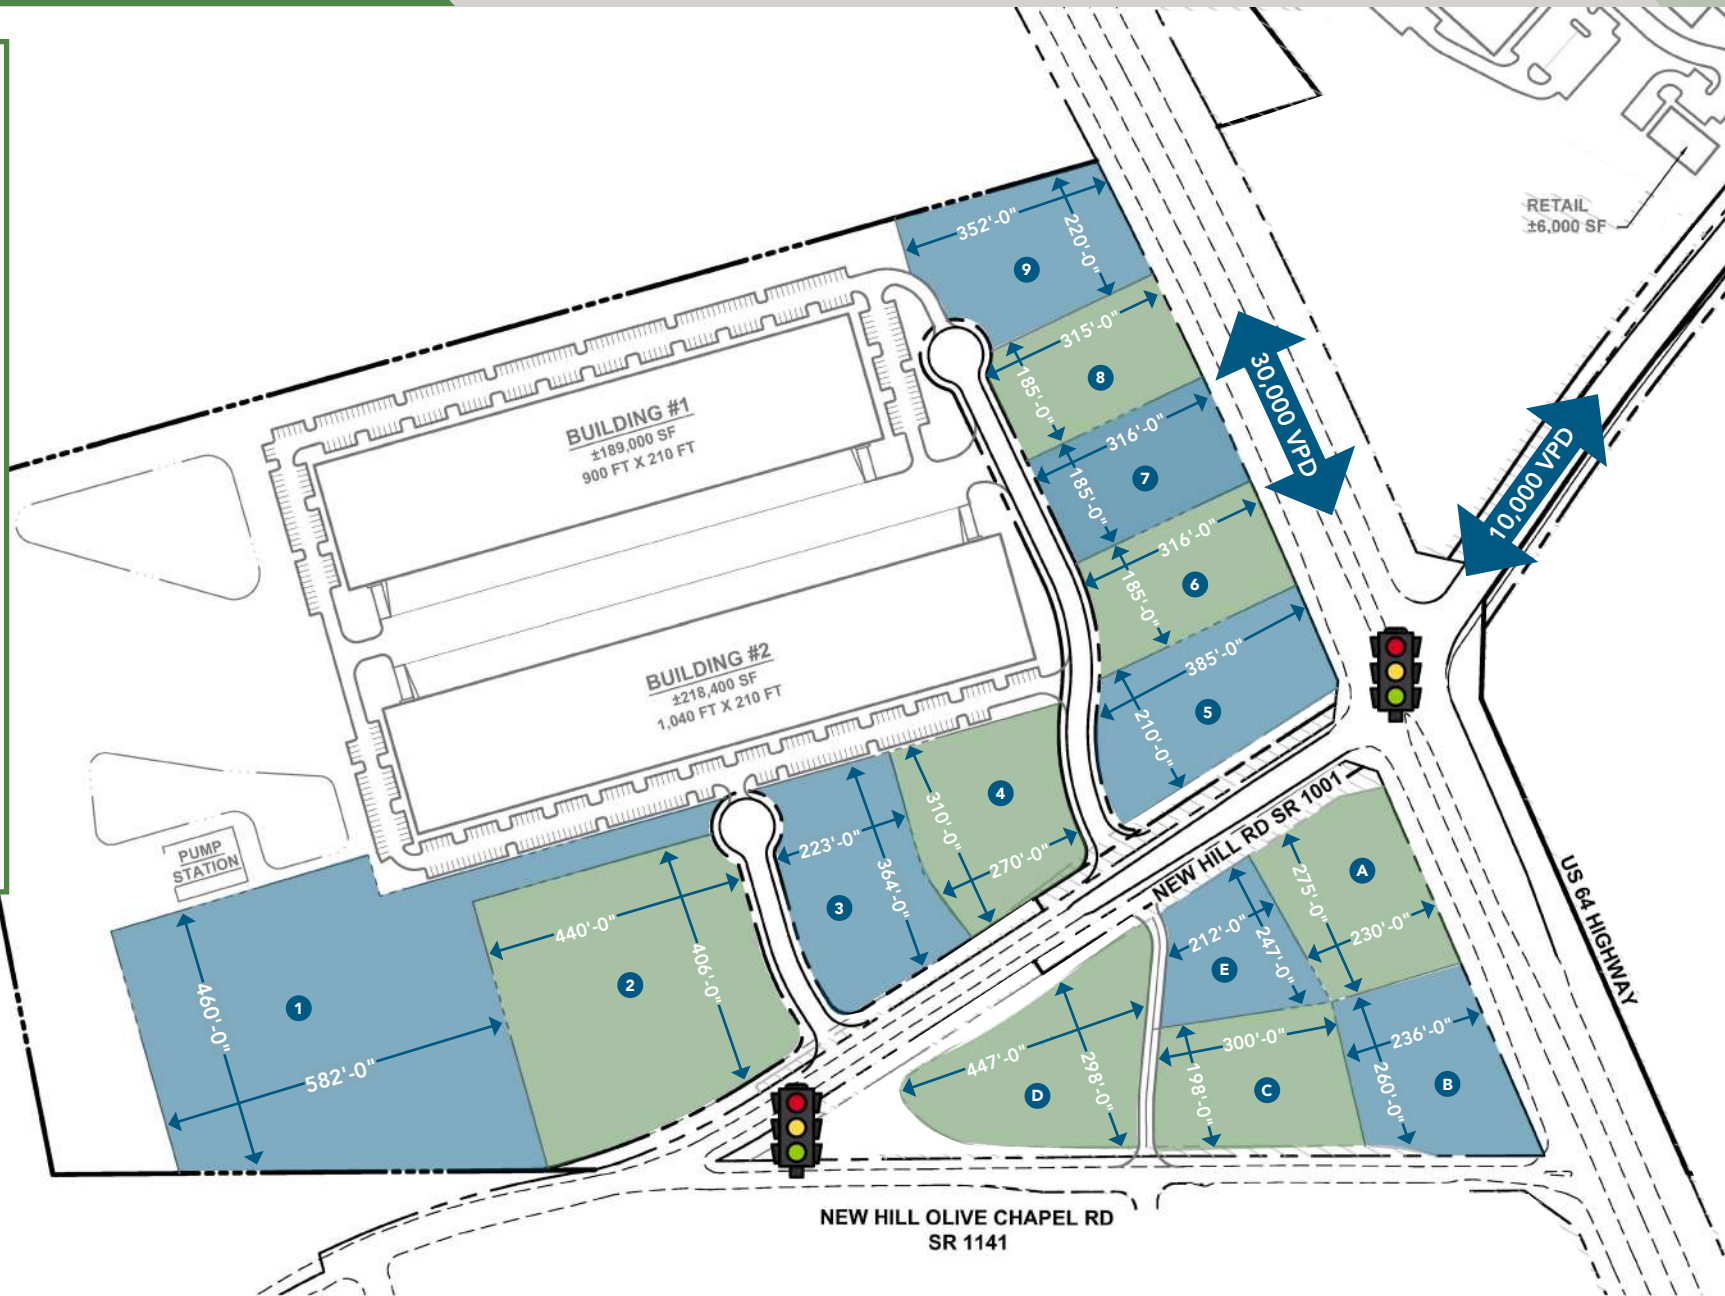 RETAIL
±6,000 SF
352'-0"
220'-0"
9
315'-0"
185'-0"
8
30,000 VPD
10,000 VPD
BUILDING #1
±189,000 SF
900 FT X 210 FT
316'-0"
185'-0"
7
316'-0"
185'-0"
6
BUILDING #2
±218,400 SF
1,040 FT X 210 FT
385'-0"
210'-0"
5
PUMP
STATION
310'-0"
270'-0"
4
223'-0"
364'-0"
3
NEW HILL RD SR 1001
275'-0"
230'-0"
A
US 64 HIGHWAY
440'-0"
406'-0"
2
212'-0"
247'-0"
E
460'-0"
582'-0"
1
447'-0"
298'-0"
D
300'-0"
198'-0"
C
236'-0"
260'-0"
B
NEW HILL OLIVE CHAPEL RD
SR 1141